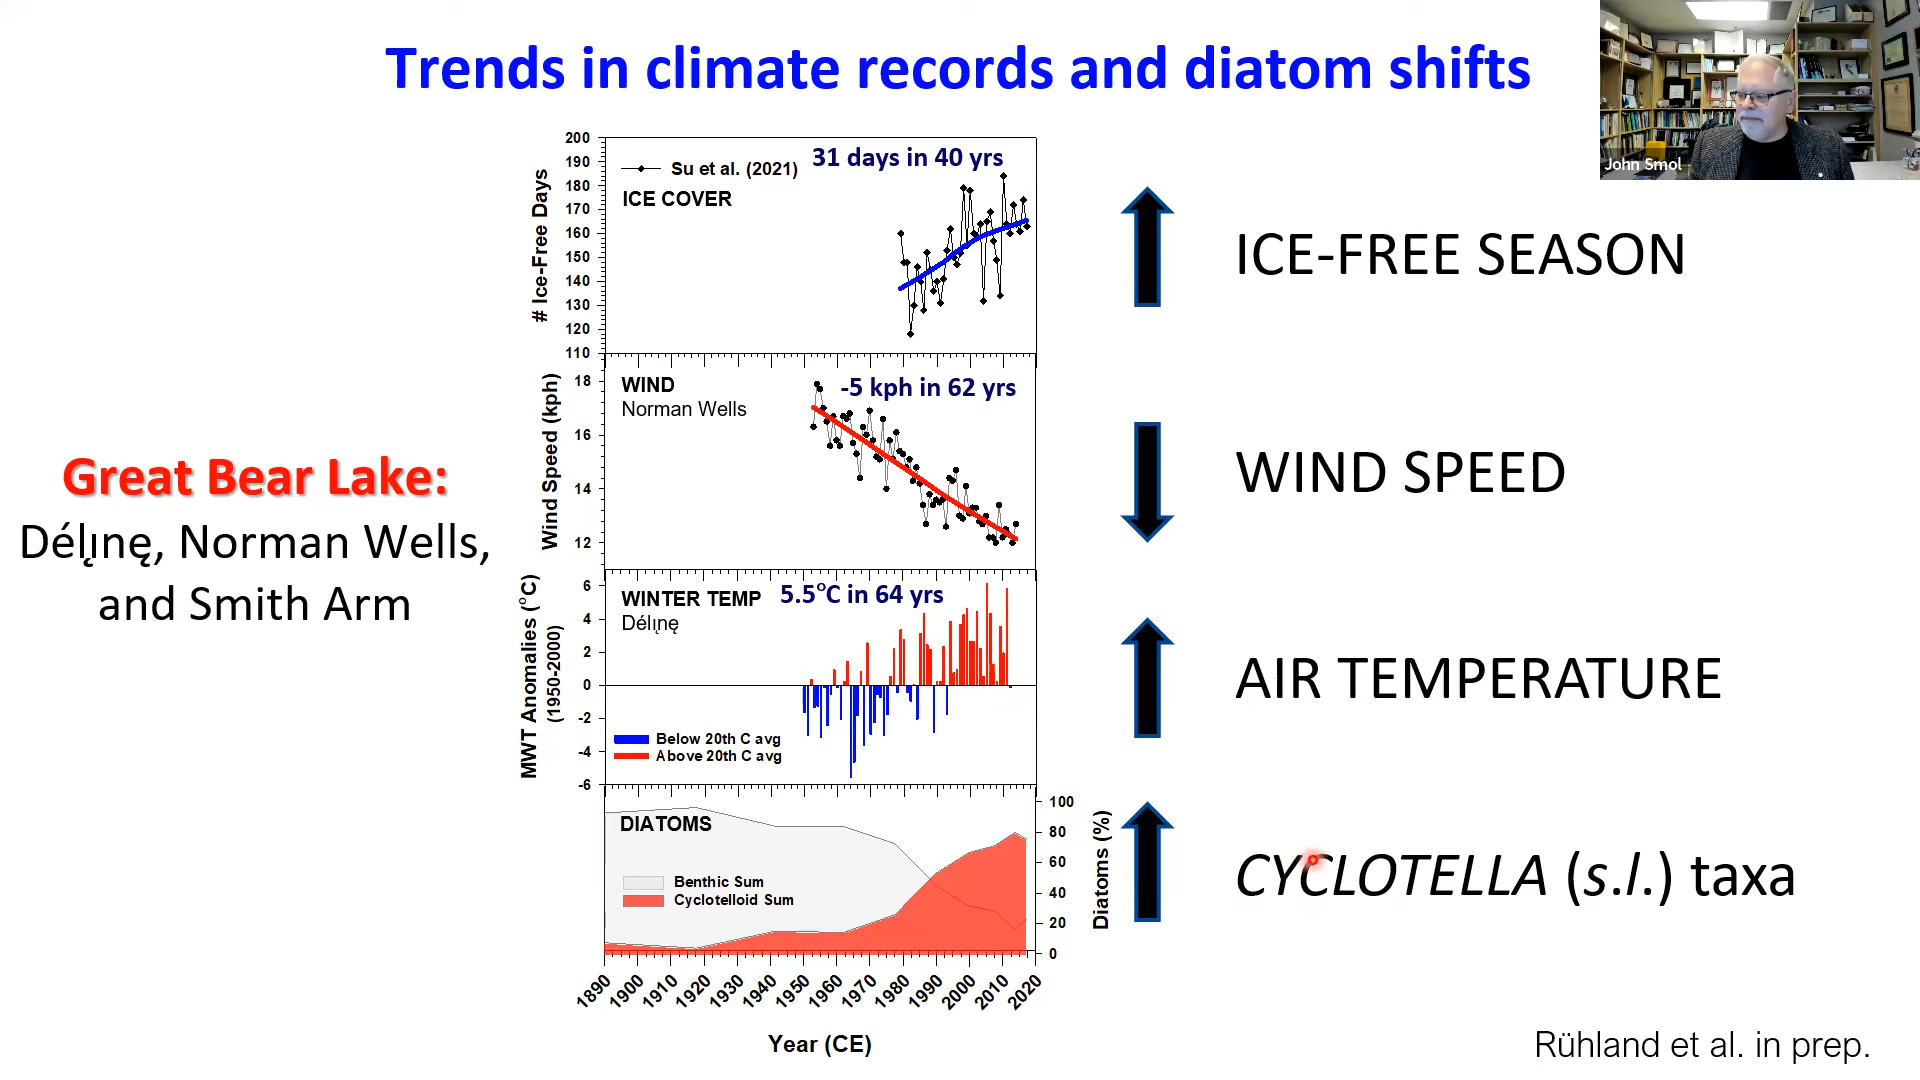 Trends in climate records and diatom shifts
John Smol
Great Bear Lake:
Délı̨nę, Norman Wells,
and Smith Arm
# Ice-Free Days
200
190
180
170
160
150
140
130
120
110
Su et al. (2021)
31 days in 40 yrs
ICE COVER
Wind Speed (kph)
18
16
14
12
WIND
-5 kph in 62 yrs
Norman Wells
MWT Anomalies (°C)
(1950-2000)
6
4
2
0
-2
-4
-6
WINTER TEMP
5.5°C in 64 yrs
Délı̨nę
Below 20th C avg
Above 20th C avg
DIATOMS
Benthic Sum
Cyclotelloid Sum
100
80
60
40
20
0
Diatoms (%)
1890 1900 1910 1920 1930 1940 1950 1960 1970 1980 1990 2000 2010 2020
Year (CE)
ICE-FREE SEASON
WIND SPEED
AIR TEMPERATURE
CYCLOTELLA (s.l.) taxa
Rühland et al. in prep.